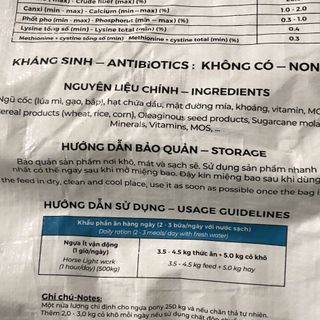 Crude fiber (max) (%)
Canxi (min - max) - Calcium (min - max) (%) 1.0 - 2.0
Phốt pho (min - max) - Phosphorus (min - max) (%) 0.3 - 1.0
Lysine tổng số (min) - Lysine total (min) (%) 0.4
Methionine + cystine tổng số (min) Methionine + cystine total (min) (%) 0.3
KHÁNG SINH – ANTIBIOTICS : KHÔNG CÓ – NON
NGUYÊN LIỆU CHÍNH – INGREDIENTS
Ngũ cốc (lúa mì, gạo, bắp), hạt chứa dầu, mật đường mía, khoáng, vitamin, MO
ereal products (wheat, rice, corn), Oleaginous seed products, Sugarcane mola
Minerals, Vitamins, MOS, ...
HƯỚNG DẪN BẢO QUẢN – STORAGE
Bảo quản sản phẩm nơi khô, mát và sạch sẽ. Sử dụng sản phẩm nhanh
nhất có thể ngay sau khi mở miệng bao. Đậy kín miệng bao sau khi dùng
the feed in dry, clean and cool place, use it as soon as possible once the bag i
HƯỚNG DẪN SỬ DỤNG – USAGE GUIDELINES
Khẩu phần ăn hàng ngày (2 - 3 bữa/ngày với nước sạch)
Daily ration (2 - 3 meals/ day with fresh water)
Ngựa ít vận động 3.5 - 4.5 kg thức ăn + 5.0 kg cỏ khô
(1 giờ/ngày)
Horse Light work 3.5 - 4.5 kg feed + 5.0 kg hay
(1 hour/day) (500kg)
Ghi chú-Notes:
Một nửa lượng chỉ định cho ngựa pony 250 kg và nếu chăn thả tự nhiên.
Thêm 2,0 - 3,0 kg cỏ khô mỗi ngày nếu sử dụng chất độn